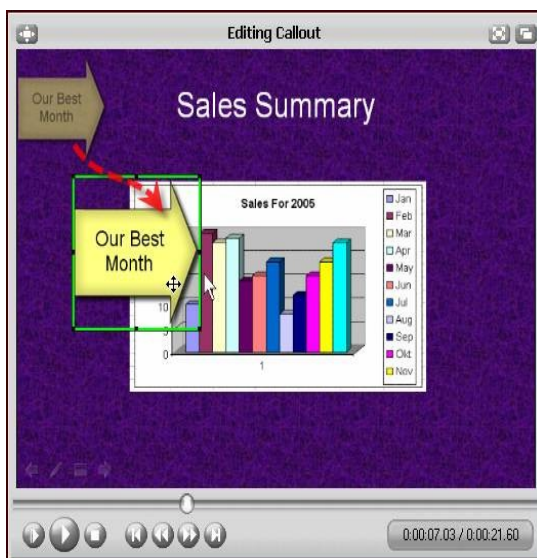 Editing Callout
Our Best
Month
Sales Summary
Sales For 2005
Our Best
Month
10
5
0
1
Jan
Feb
Mar
Apr
May
Jun
Jul
Aug
Sep
Okt
Nov
0:00:07.03 / 0:00:21.60